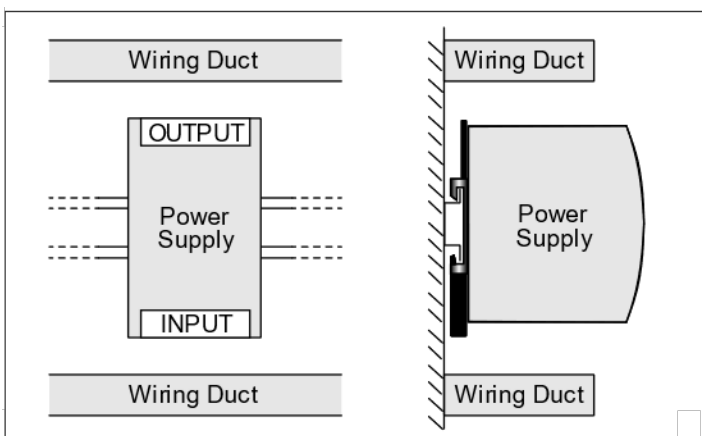 Wiring Duct
OUTPUT
Power
Supply
INPUT
Wiring Duct
Wiring Duct
Power
Supply
Wiring Duct